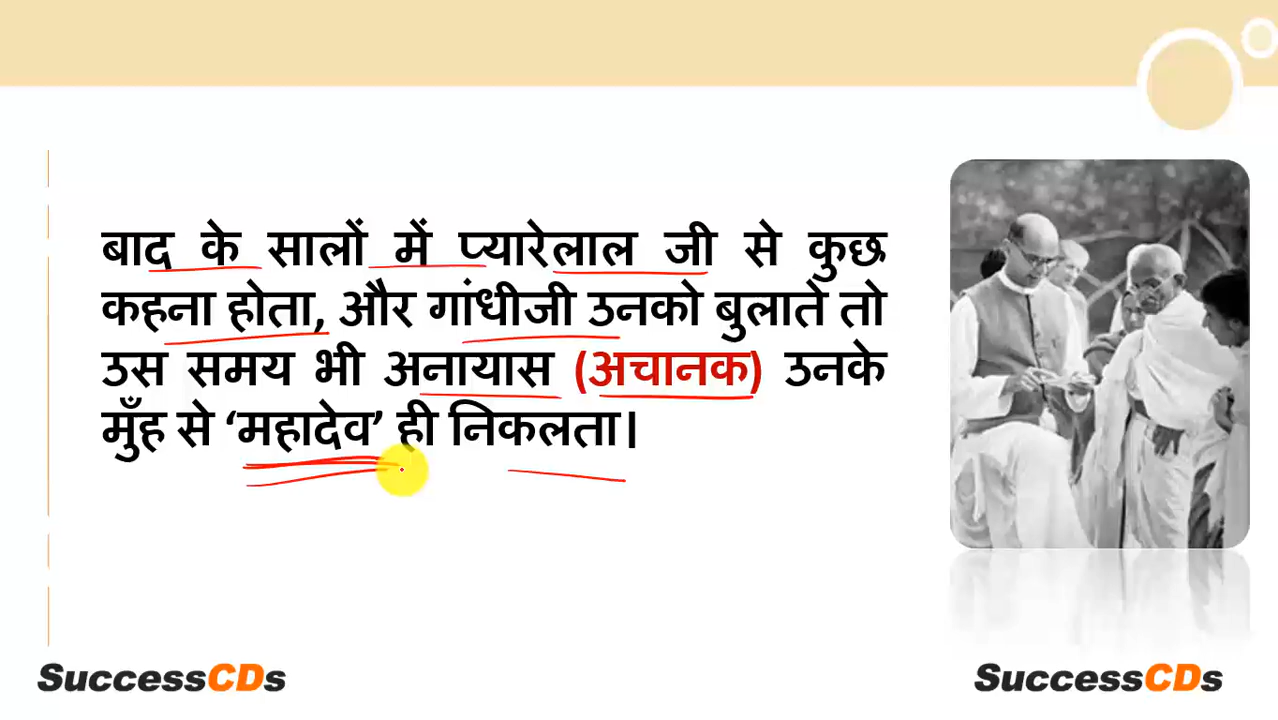 बाद के सालों में प्यारेलाल जी से कुछ
कहना होता, और गांधीजी उनको बुलाते तो
उस समय भी अनायास (अचानक) उनके
मुँह से ‘महादेव’ ही निकलता।
SuccessCDs
SuccessCDs